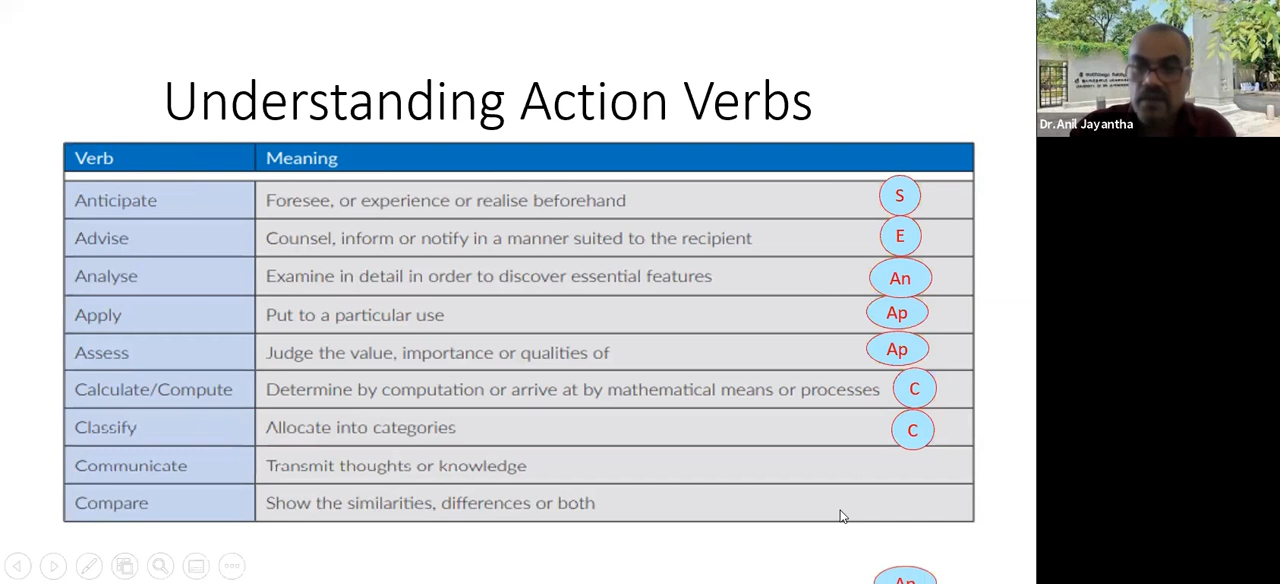 Understanding Action Verbs
Verb Meaning
Anticipate Foresee, or experience or realise beforehand S
Advise Counsel, inform or notify in a manner suited to the recipient E
Analyse Examine in detail in order to discover essential features An
Apply Put to a particular use Ap
Assess Judge the value, importance or qualities of Ap
Calculate/Compute Determine by computation or arrive at by mathematical means or processes C
Classify Allocate into categories C
Communicate Transmit thoughts or knowledge
Compare Show the similarities, differences or both
An
Dr.Anil Jayantha